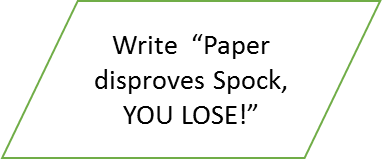 Write  “Paper
disproves Spock,
YOU LOSE!”